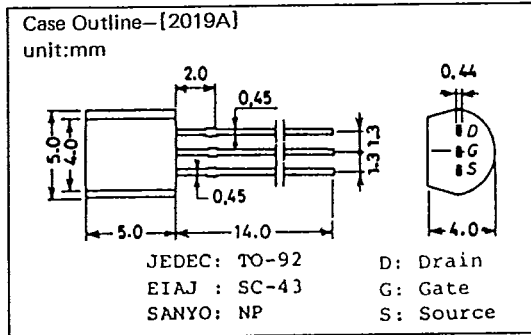 Case Outline–[2019A]
unit:mm
2.0
0,45
5.0
4.0
1.3
1.3
0,45
5.0
14.0
0,44
D
G
S
4.0
JEDEC: TO-92
EIAJ : SC-43
SANYO: NP
D: Drain
G: Gate
S: Source